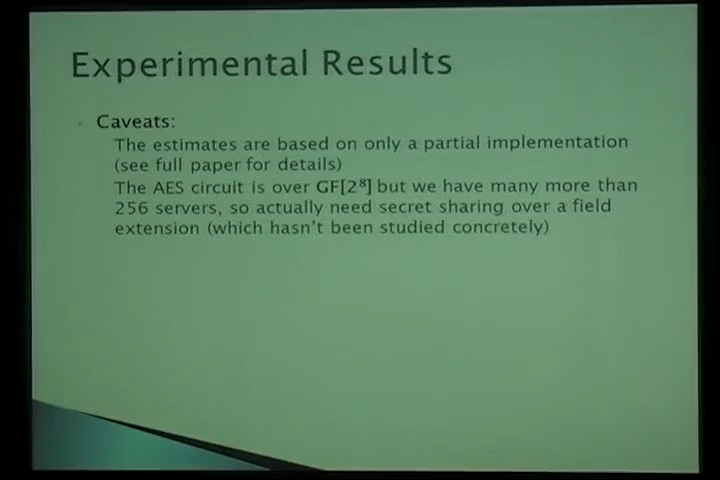 Experimental Results
Caveats:
The estimates are based on only a partial implementation
(see full paper for details)
The AES circuit is over GF[2⁸] but we have many more than
256 servers, so actually need secret sharing over a field
extension (which hasn't been studied concretely)